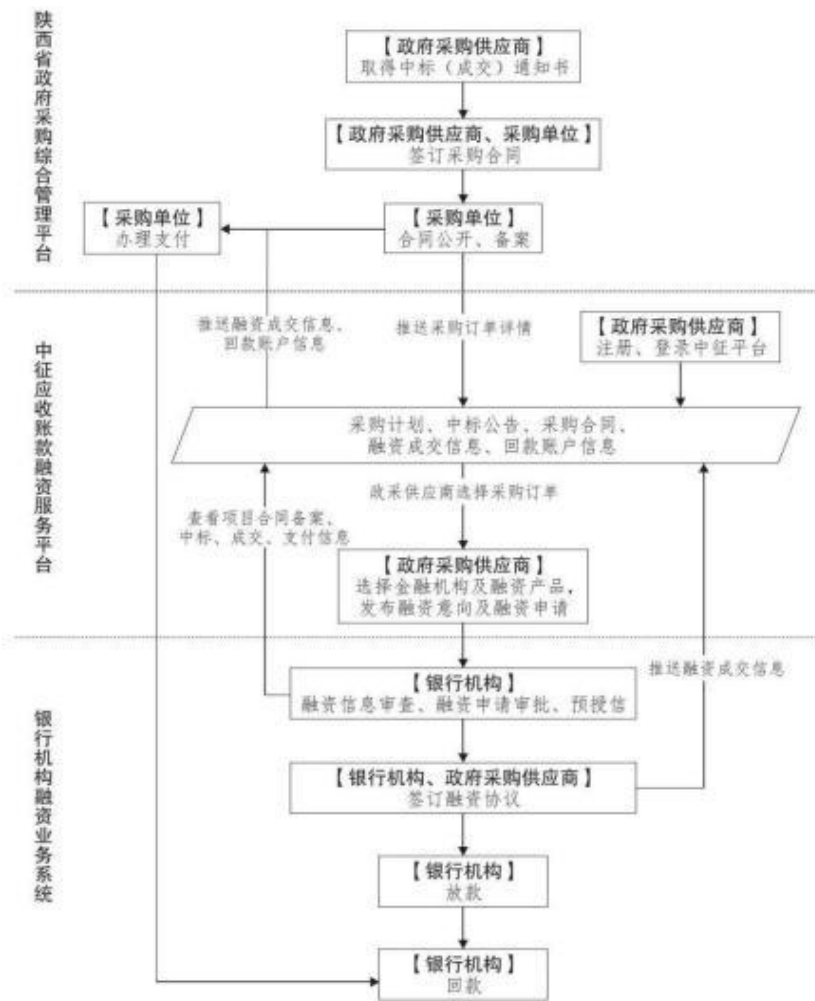 陕西省政府采购综合管理平台
【政府采购供应商】
取得中标（成交）通知书
【政府采购供应商、采购单位】
签订采购合同
【采购单位】
办理支付
【采购单位】
合同公开、备案
中征应收账款融资服务平台
推送融资成交信息、
回款账户信息
推送采购订单详情
【政府采购供应商】
注册、登录中征平台
采购计划、中标公告、采购合同、
融资成交信息、回款账户信息
查看项目合同备案、
中标、成交、支付信息
政采供应商选择采购订单
【政府采购供应商】
选择金融机构及融资产品，
发布融资意向及融资申请
银行机构融资业务系统
【银行机构】
融资信息审查、融资申请审批、预授信
推送融资成交信息
【银行机构、政府采购供应商】
签订融资协议
【银行机构】
放款
【银行机构】
回款